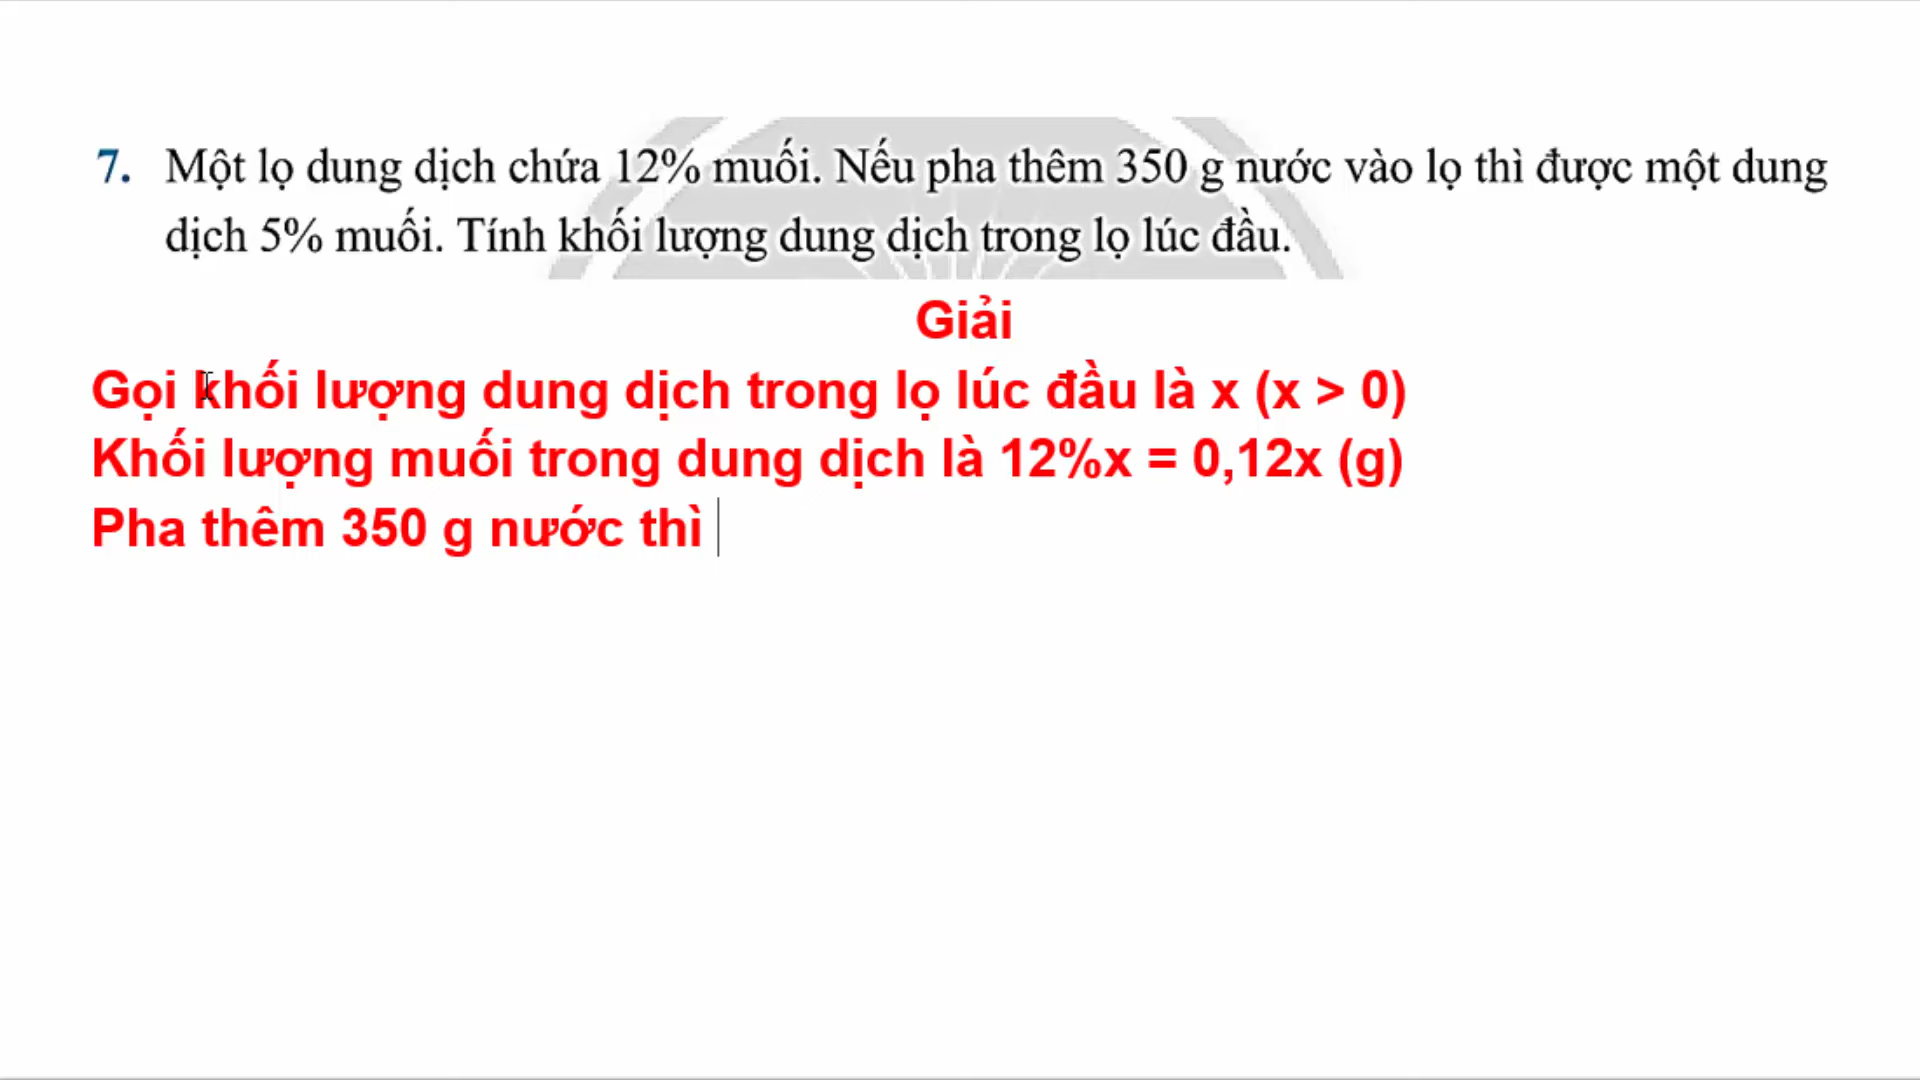 7. Một lọ dung dịch chứa 12% muối. Nếu pha thêm 350 g nước vào lọ thì được một dung
dịch 5% muối. Tính khối lượng dung dịch trong lọ lúc đầu.
Giải
Gọi khối lượng dung dịch trong lọ lúc đầu là x (x > 0)
Khối lượng muối trong dung dịch là 12%x = 0,12x (g)
Pha thêm 350 g nước thì